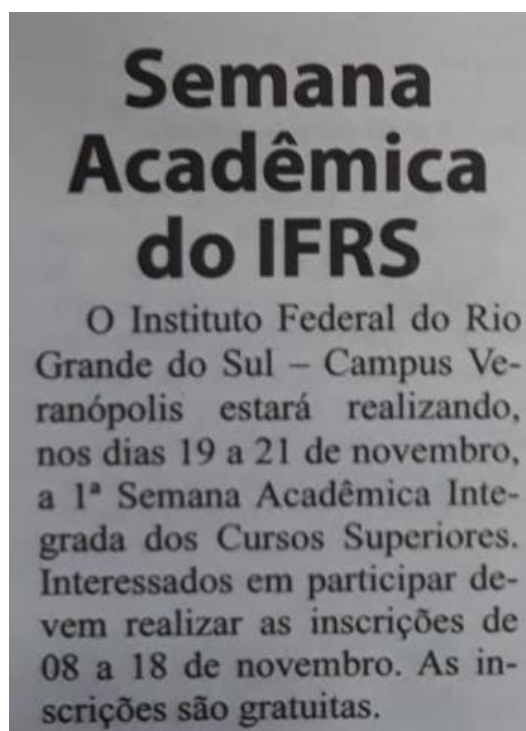 Semana
Acadêmica
do IFRS
O Instituto Federal do Rio
Grande do Sul – Campus Ve-
ranópolis estará realizando,
nos dias 19 a 21 de novembro,
a 1ª Semana Acadêmica Inte-
grada dos Cursos Superiores.
Interessados em participar de-
vem realizar as inscrições de
08 a 18 de novembro. As in-
scrições são gratuitas.